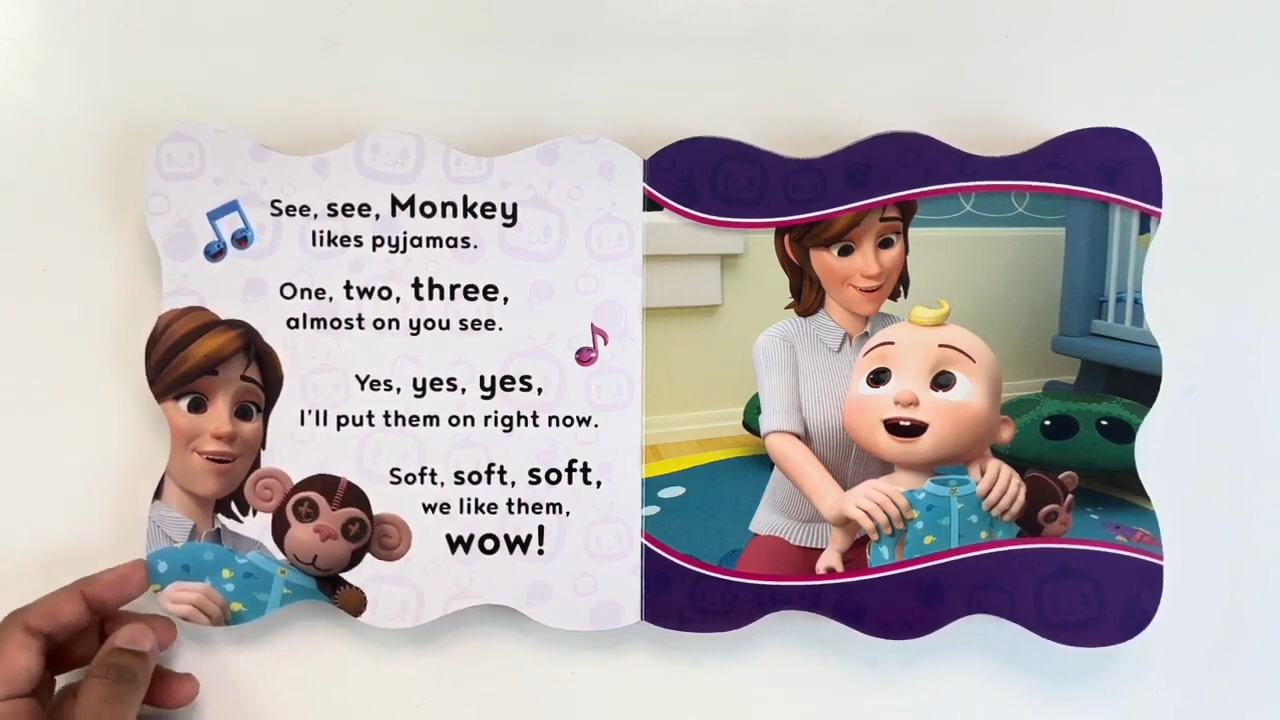 See, see, Monkey
likes pyjamas.
One, two, three,
almost on you see.
Yes, yes, yes,
I'll put them on right now.
Soft, soft, soft,
we like them,
wow!